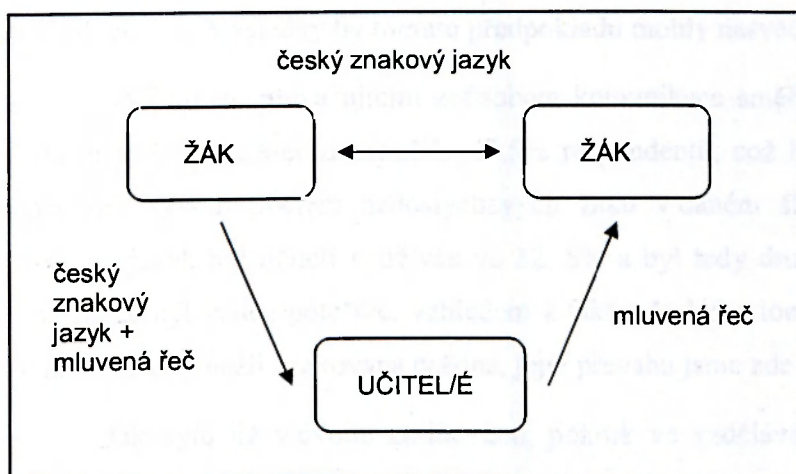 český znakový jazyk
ŽÁK
ŽÁK
český
znakový
jazyk +
mluvená řeč
mluvená řeč
UČITEL/É